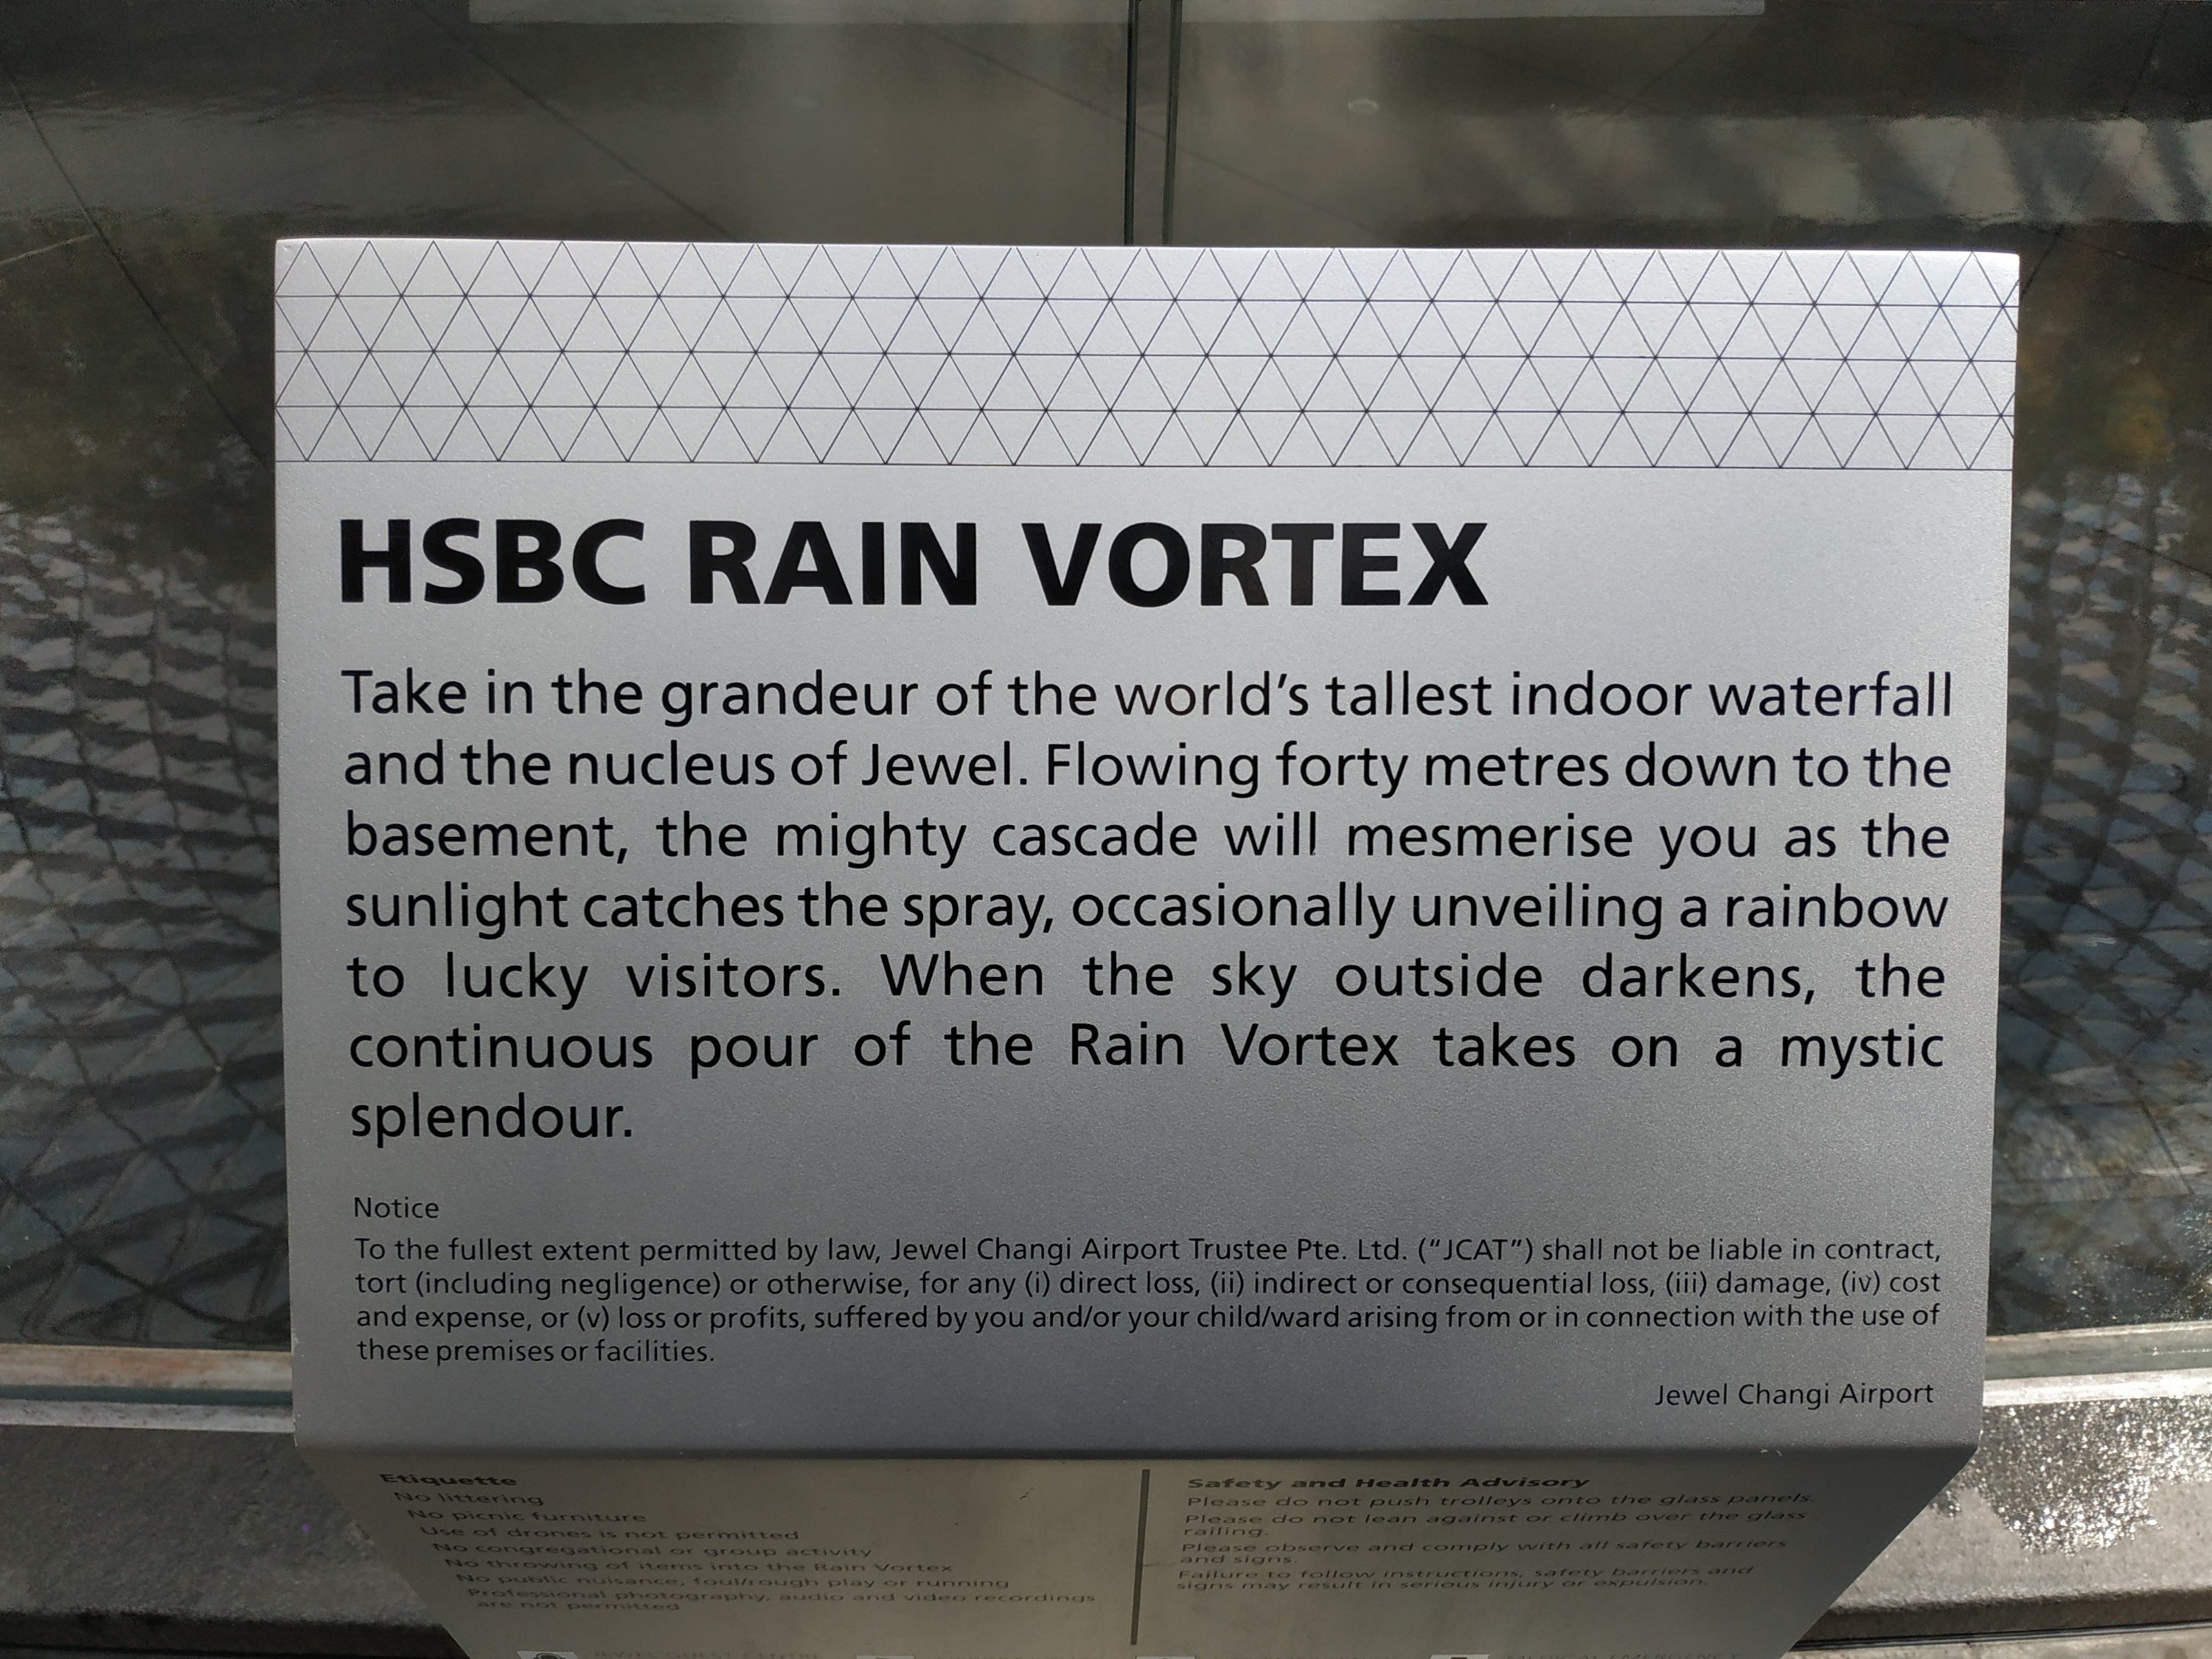 HSBC RAIN VORTEX
Take in the grandeur of the world's tallest indoor waterfall
and the nucleus of Jewel. Flowing forty metres down to the
basement, the mighty cascade will mesmerise you as the
sunlight catches the spray, occasionally unveiling a rainbow
to lucky visitors. When the sky outside darkens, the
continuous pour of the Rain Vortex takes on a mystic
splendour.
Notice
To the fullest extent permitted by law, Jewel Changi Airport Trustee Pte. Ltd. ("JCAT") shall not be liable in contract,
tort (including negligence) or otherwise, for any (i) direct loss, (ii) indirect or consequential loss, (iii) damage, (iv) cost
and expense, or (v) loss or profits, suffered by you and/or your child/ward arising from or in connection with the use of
these premises or facilities.
Jewel Changi Airport
Etiquette
No littering
No picnic furniture
Use of drones is not permitted
No congregational or group activity
No throwing of items into the Rain Vortex
No public nuisance, foul/rough play or running
Professional photography, audio and video recordings
are not permitted
Safety and Health Advisory
Please do not push trolleys onto the glass panels.
Please do not lean against or climb over the glass
railing.
Please observe and comply with all safety barriers
and signs.
Failure to follow instructions, safety barriers and
signs may result in serious injury or expulsion.